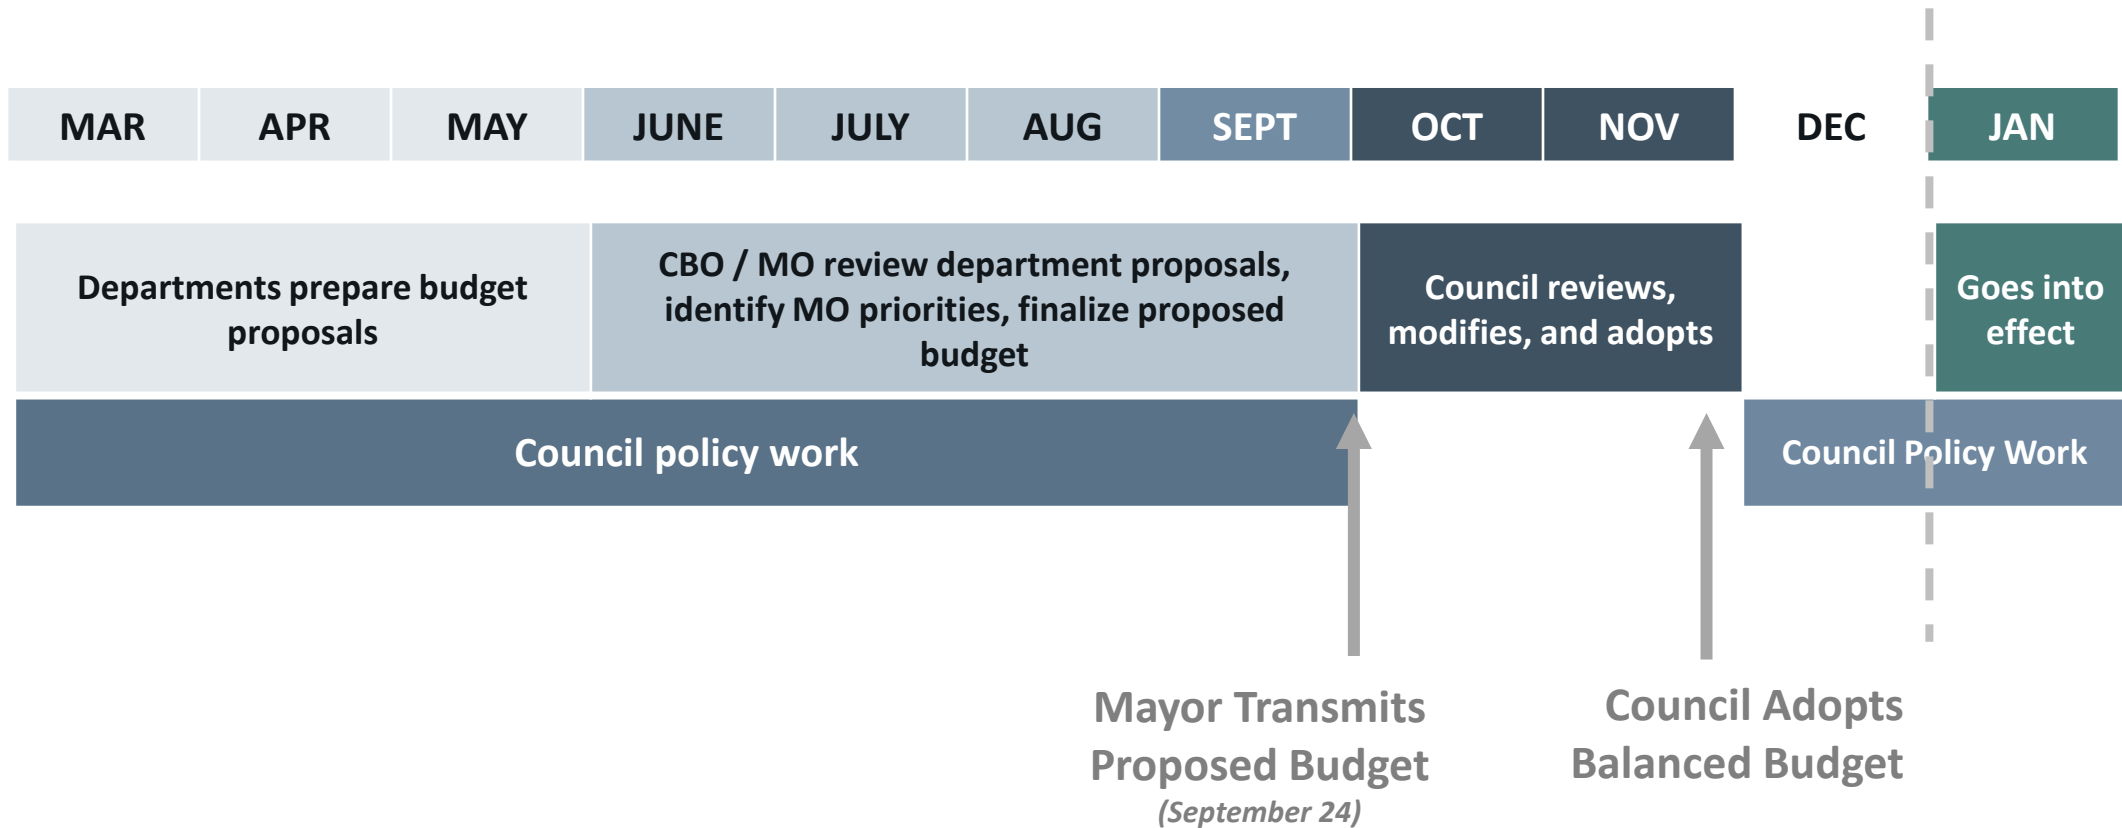 MAR APR MAY JUNE JULY AUG SEPT OCT NOV DEC JAN
Departments prepare budget
proposals
CBO / MO review department proposals,
identify MO priorities, finalize proposed
budget
Council reviews,
modifies, and adopts
Goes into
effect
Council policy work
Council Policy Work
Mayor Transmits
Proposed Budget
(September 24)
Council Adopts
Balanced Budget